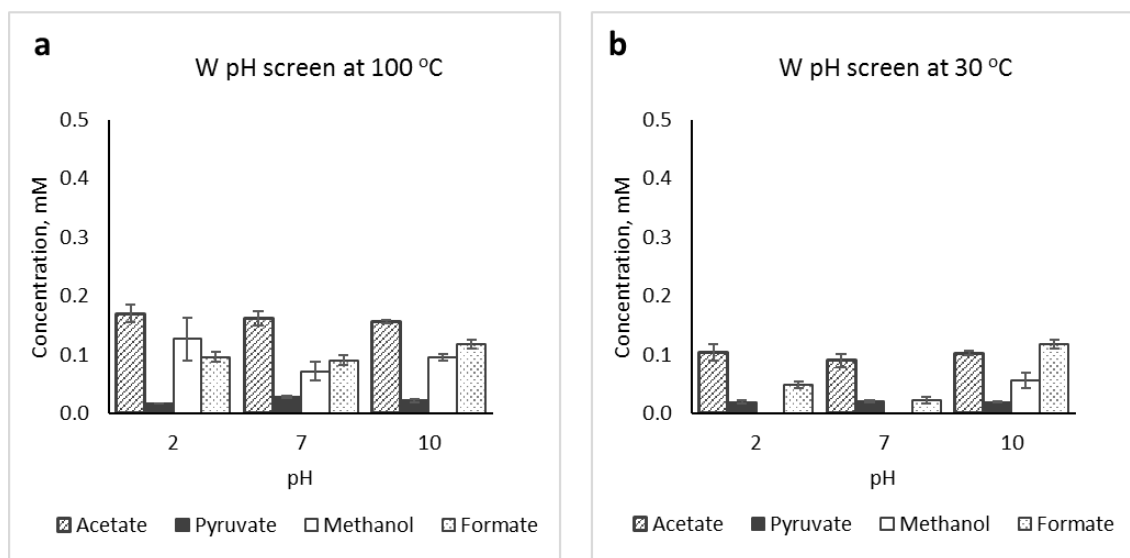 a
W pH screen at 100 °C
Concentration, mM
0.5
0.4
0.3
0.2
0.1
0.0
2 7 10
pH
Acetate Pyruvate Methanol Formate
b
W pH screen at 30 °C
Concentration, mM
0.5
0.4
0.3
0.2
0.1
0.0
2 7 10
pH
Acetate Pyruvate Methanol Formate